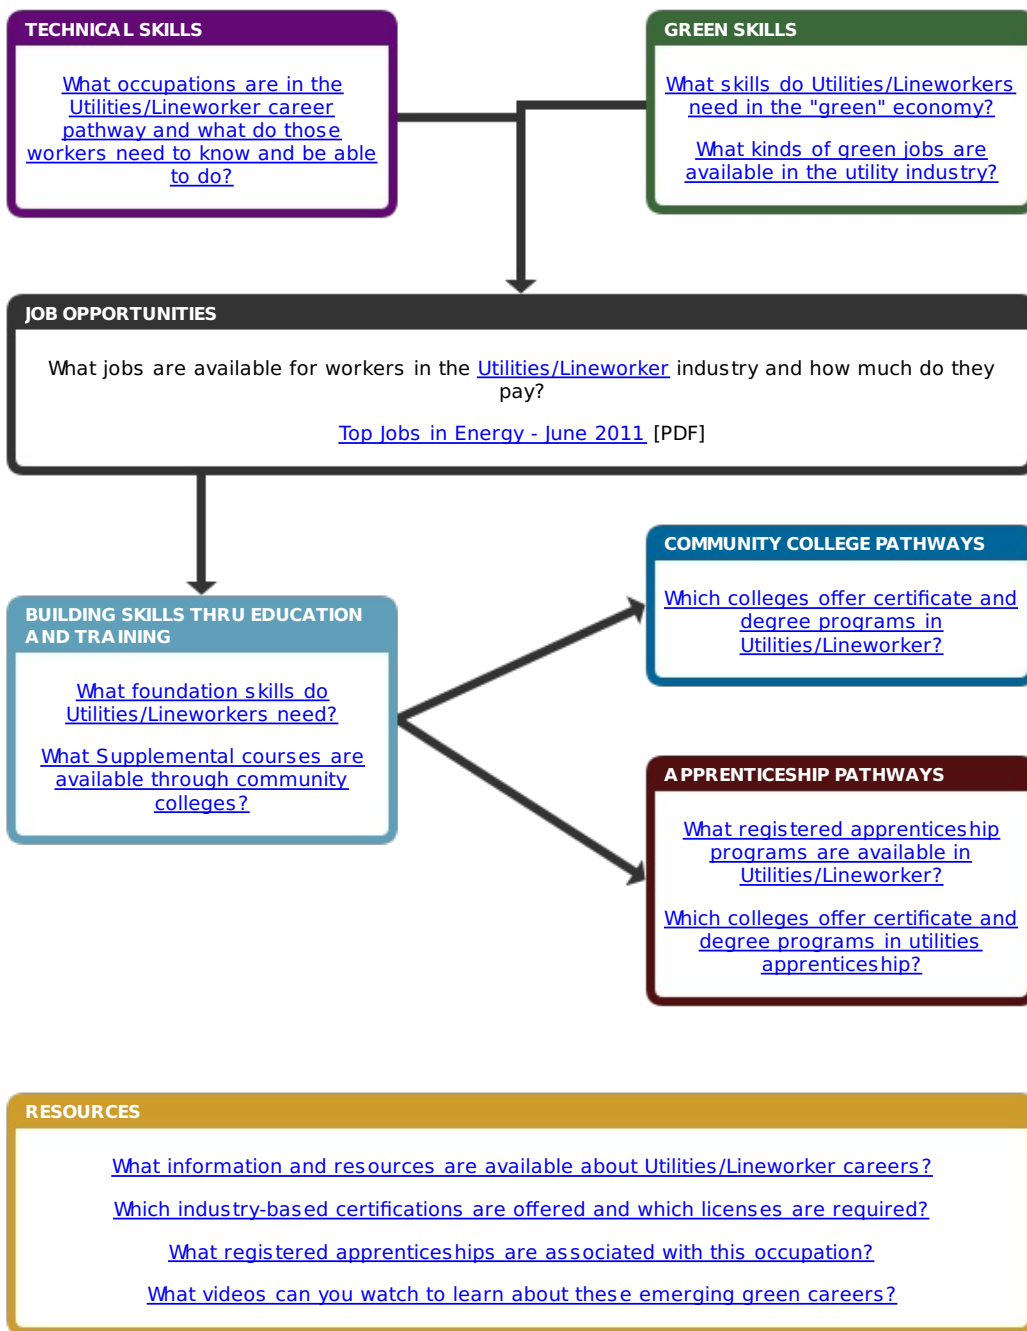 TECHNICAL SKILLS
What occupations are in the
Utilities/Lineworker career
pathway and what do those
workers need to know and be able
to do?
GREEN SKILLS
What skills do Utilities/Lineworkers
need in the "green" economy?
What kinds of green jobs are
available in the utility industry?
JOB OPPORTUNITIES
What jobs are available for workers in the Utilities/Lineworker industry and how much do they
pay?
Top Jobs in Energy - June 2011 [PDF]
BUILDING SKILLS THRU EDUCATION
AND TRAINING
What foundation skills do
Utilities/Lineworkers need?
What Supplemental courses are
available through community
colleges?
COMMUNITY COLLEGE PATHWAYS
Which colleges offer certificate and
degree programs in
Utilities/Lineworker?
APPRENTICESHIP PATHWAYS
What registered apprenticeship
programs are available in
Utilities/Lineworker?
Which colleges offer certificate and
degree programs in utilities
apprenticeship?
RESOURCES
What information and resources are available about Utilities/Lineworker careers?
Which industry-based certifications are offered and which licenses are required?
What registered apprenticeships are associated with this occupation?
What videos can you watch to learn about these emerging green careers?